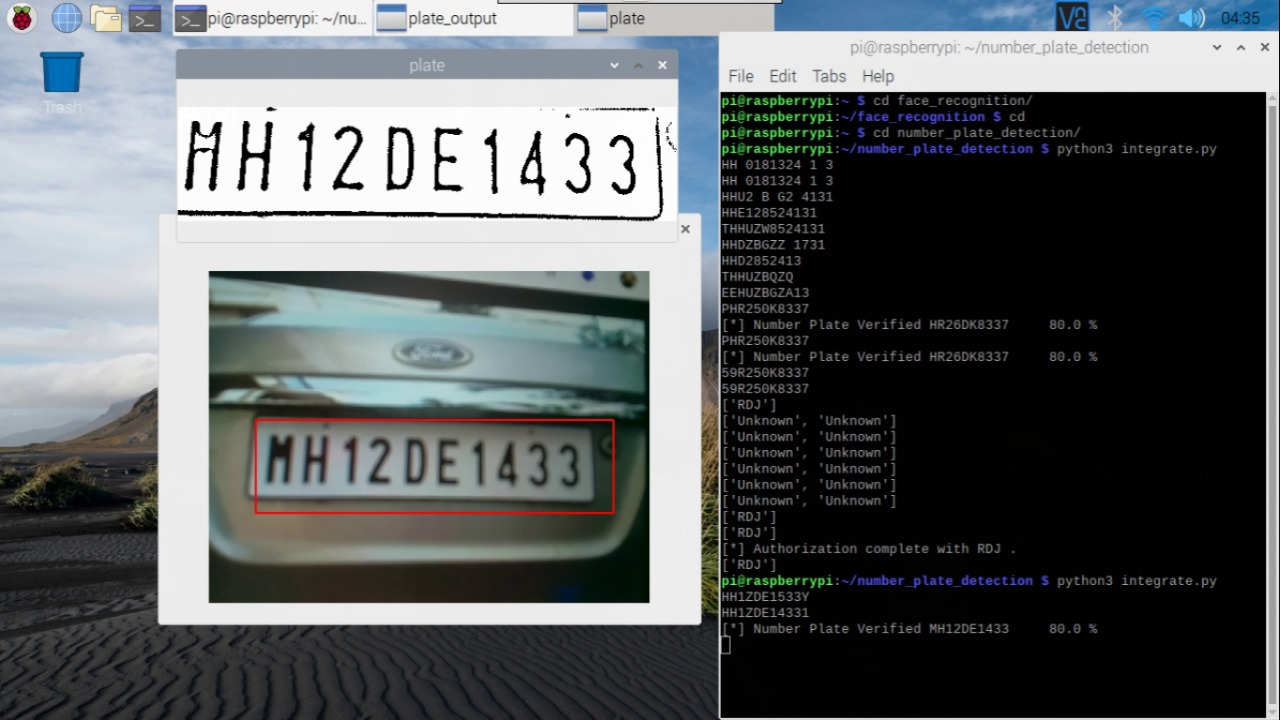 pi@raspberrypi: ~/nu...
plate_output
plate
04:35
Trash
plate
MH12DE1433
Ford
MH12DE1433
pi@raspberrypi: ~/number_plate_detection
File Edit Tabs Help
pi@raspberrypi:~ $ cd face_recognition/
pi@raspberrypi:~/face_recognition $ cd
pi@raspberrypi:~ $ cd number_plate_detection/
pi@raspberrypi:~/number_plate_detection $ python3 integrate.py
HH 0181324 1 3
HH 0181324 1 3
HHU2 B G2 4131
HHE128524131
THHUZW8524131
HHDZBGZZ 1731
HHD2852413
THHUZBQZQ
EEHUZBGZA13
PHR250K8337
[*] Number Plate Verified HR26DK8337 80.0 %
PHR250K8337
[*] Number Plate Verified HR26DK8337 80.0 %
59R250K8337
59R250K8337
['RDJ']
['Unknown', 'Unknown']
['Unknown', 'Unknown']
['Unknown', 'Unknown']
['Unknown', 'Unknown']
['Unknown', 'Unknown']
['Unknown', 'Unknown']
['RDJ']
['RDJ']
[*] Authorization complete with RDJ .
['RDJ']
pi@raspberrypi:~/number_plate_detection $ python3 integrate.py
HH1ZDE1533Y
HH1ZDE14331
[*] Number Plate Verified MH12DE1433 80.0 %